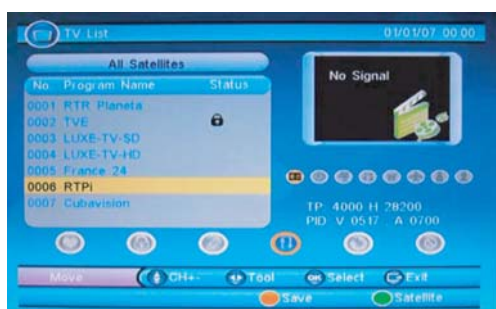 TV List 01/01/07 00:00
All Satellites
No. Program Name Status
0001 RTR Planeta
0002 TVE
0003 LUXE-TV-SD
0004 LUXE-TV-HD
0005 France 24
0006 RTPi
0007 Cubavision
No Signal
TP 4000 H 28200
PID V 0517 A 0700
Move CH+- Tool OK Select Exit
Save Satellite